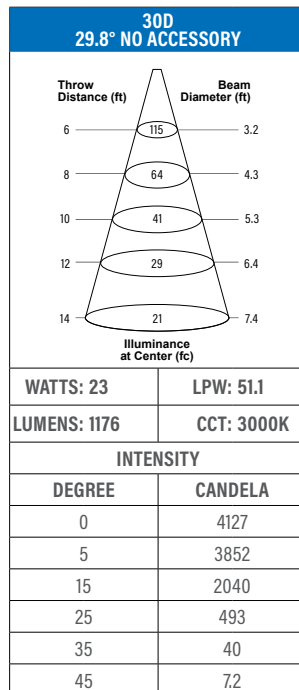 30D
29.8° NO ACCESSORY
Throw Distance (ft)
Beam Diameter (ft)
6 115 3.2
8 64 4.3
10 41 5.3
12 29 6.4
14 21 7.4
Illuminance
at Center (fc)
WATTS: 23 LPW: 51.1
LUMENS: 1176 CCT: 3000K
INTENSITY
DEGREE CANDELA
0 4127
5 3852
15 2040
25 493
35 40
45 7.2